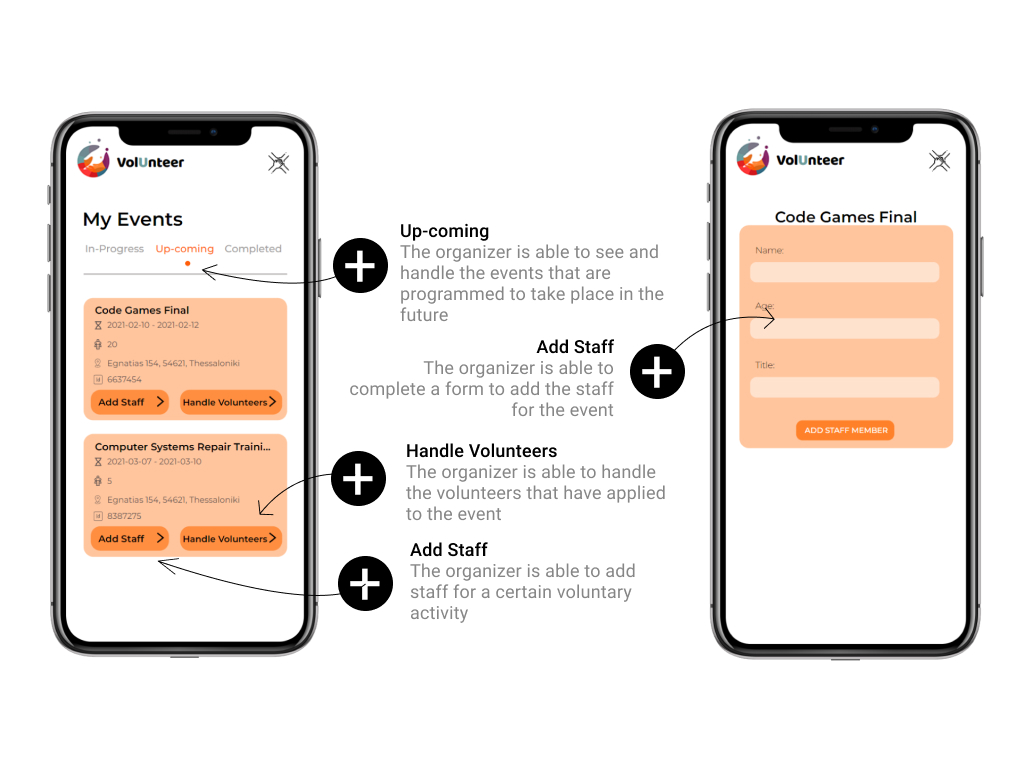 VolUnteer
My Events
In-Progress Up-coming Completed
Code Games Final
2021-02-10 - 2021-02-12
20
Egnatias 154, 54621, Thessaloniki
6637454
Add Staff Handle Volunteers
Computer Systems Repair Traini...
2021-03-07 - 2021-03-10
5
Egnatias 154, 54621, Thessaloniki
8387275
Add Staff Handle Volunteers
Up-coming
The organizer is able to see and
handle the events that are
programmed to take place in the
future
Add Staff
The organizer is able to
complete a form to add the staff
for the event
Handle Volunteers
The organizer is able to handle
the volunteers that have applied
to the event
Add Staff
The organizer is able to add
staff for a certain voluntary
activity
VolUnteer
Code Games Final
Name:
Age:
Title:
ADD STAFF MEMBER